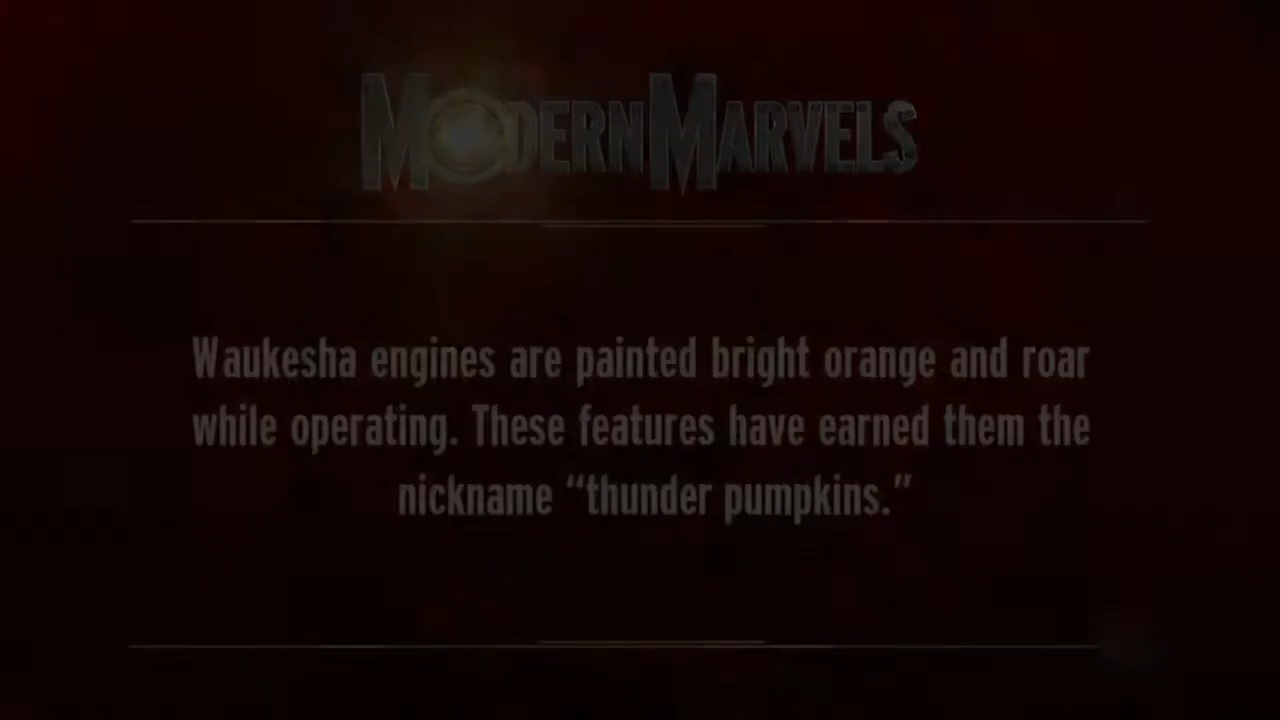 MODERN MARVELS
Waukesha engines are painted bright orange and roar
while operating. These features have earned them the
nickname “thunder pumpkins.”